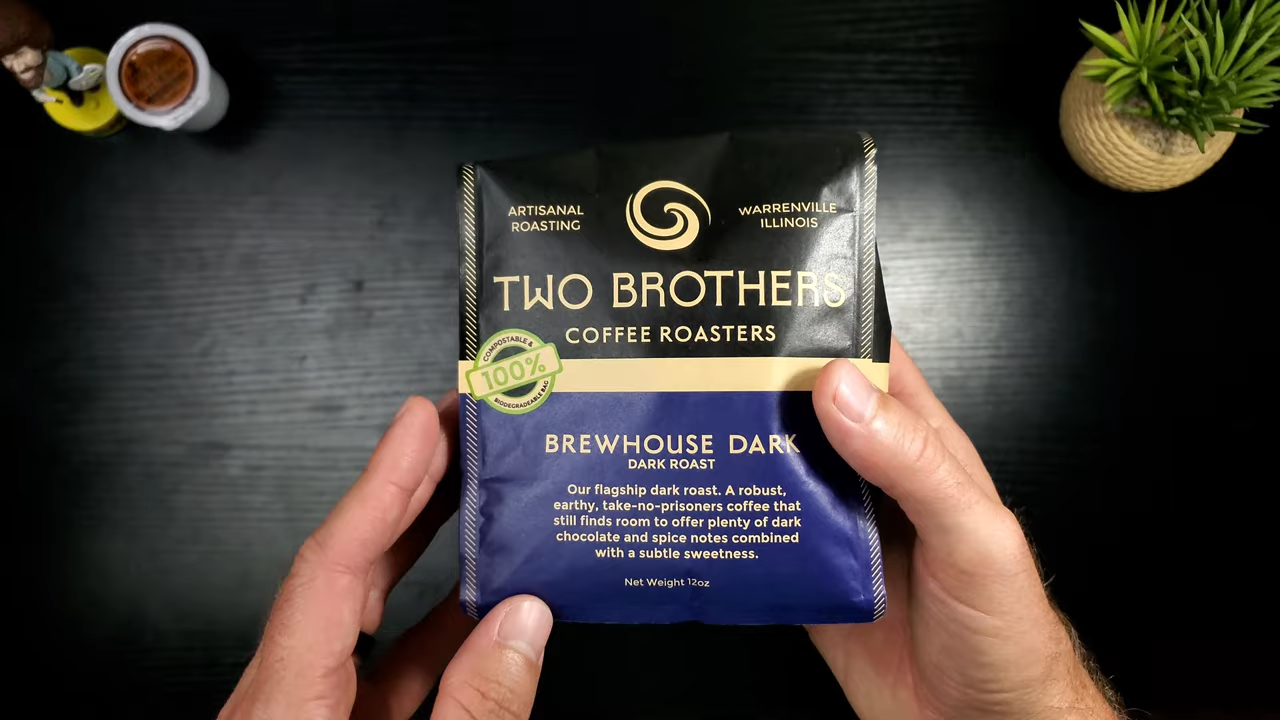 ARTISANAL
ROASTING
WARRENVILLE
ILLINOIS
TWO BROTHERS
COFFEE ROASTERS
COMPOSTABLE &
100%
BIODEGRADEABLE BAG
BREWHOUSE DARK
DARK ROAST
Our flagship dark roast. A robust,
earthy, take-no-prisoners coffee that
still finds room to offer plenty of dark
chocolate and spice notes combined
with a subtle sweetness.
Net Weight 12oz